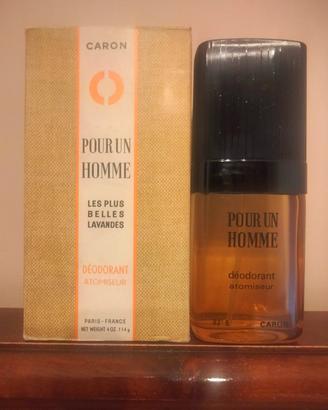 CARON
POUR UN
HOMME
LES PLUS
BELLES
LAVANDES
DÉODORANT
ATOMISEUR
PARIS-FRANCE
NET WEIGHT 4 OZ. 114 g
POUR UN
HOMME
déodorant
atomiseur
CARON